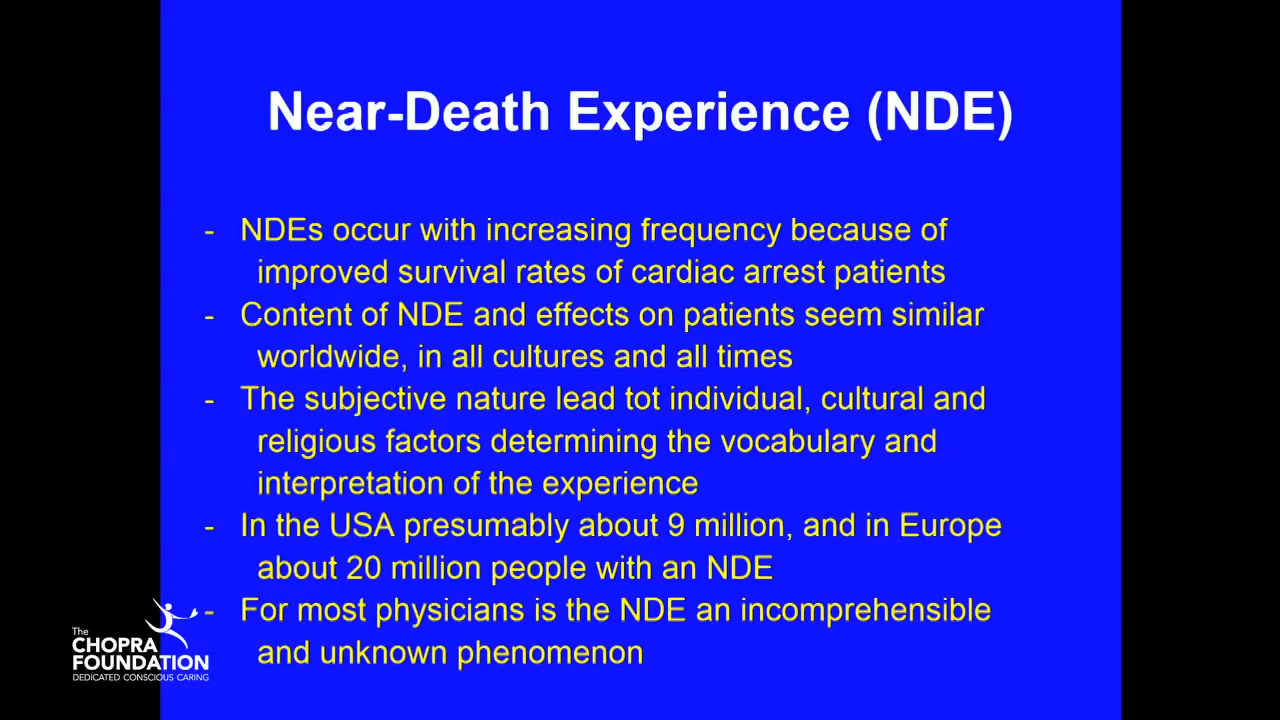 Near-Death Experience (NDE)
- NDEs occur with increasing frequency because of
improved survival rates of cardiac arrest patients
- Content of NDE and effects on patients seem similar
worldwide, in all cultures and all times
- The subjective nature lead tot individual, cultural and
religious factors determining the vocabulary and
interpretation of the experience
- In the USA presumably about 9 million, and in Europe
about 20 million people with an NDE
- For most physicians is the NDE an incomprehensible
and unknown phenomenon
The
CHOPRA
FOUNDATION
DEDICATED CONSCIOUS CARING